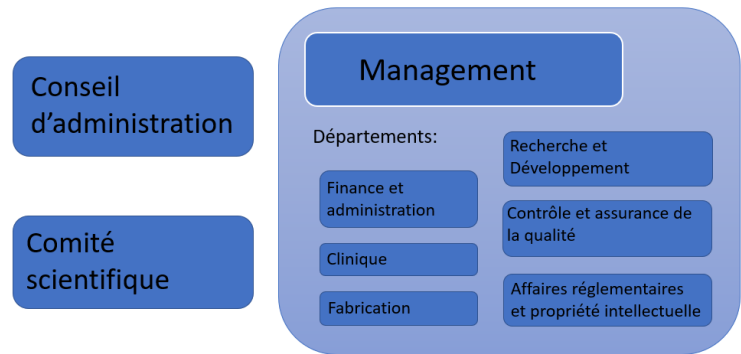 Conseil
d’administration
Comité
scientifique
Management
Départements:
Finance et
administration
Clinique
Fabrication
Recherche et
Développement
Contrôle et assurance de
la qualité
Affaires réglementaires
et propriété intellectuelle